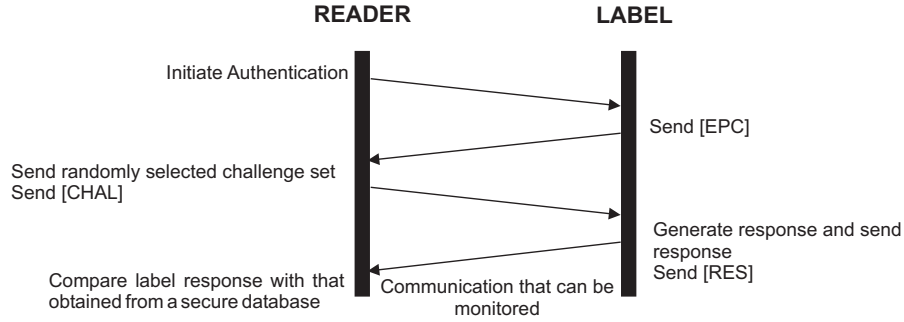 READER
LABEL
Initiate Authentication
Send [EPC]
Send randomly selected challenge set
Send [CHAL]
Generate response and send
response
Send [RES]
Compare label response with that
obtained from a secure database
Communication that can be
monitored